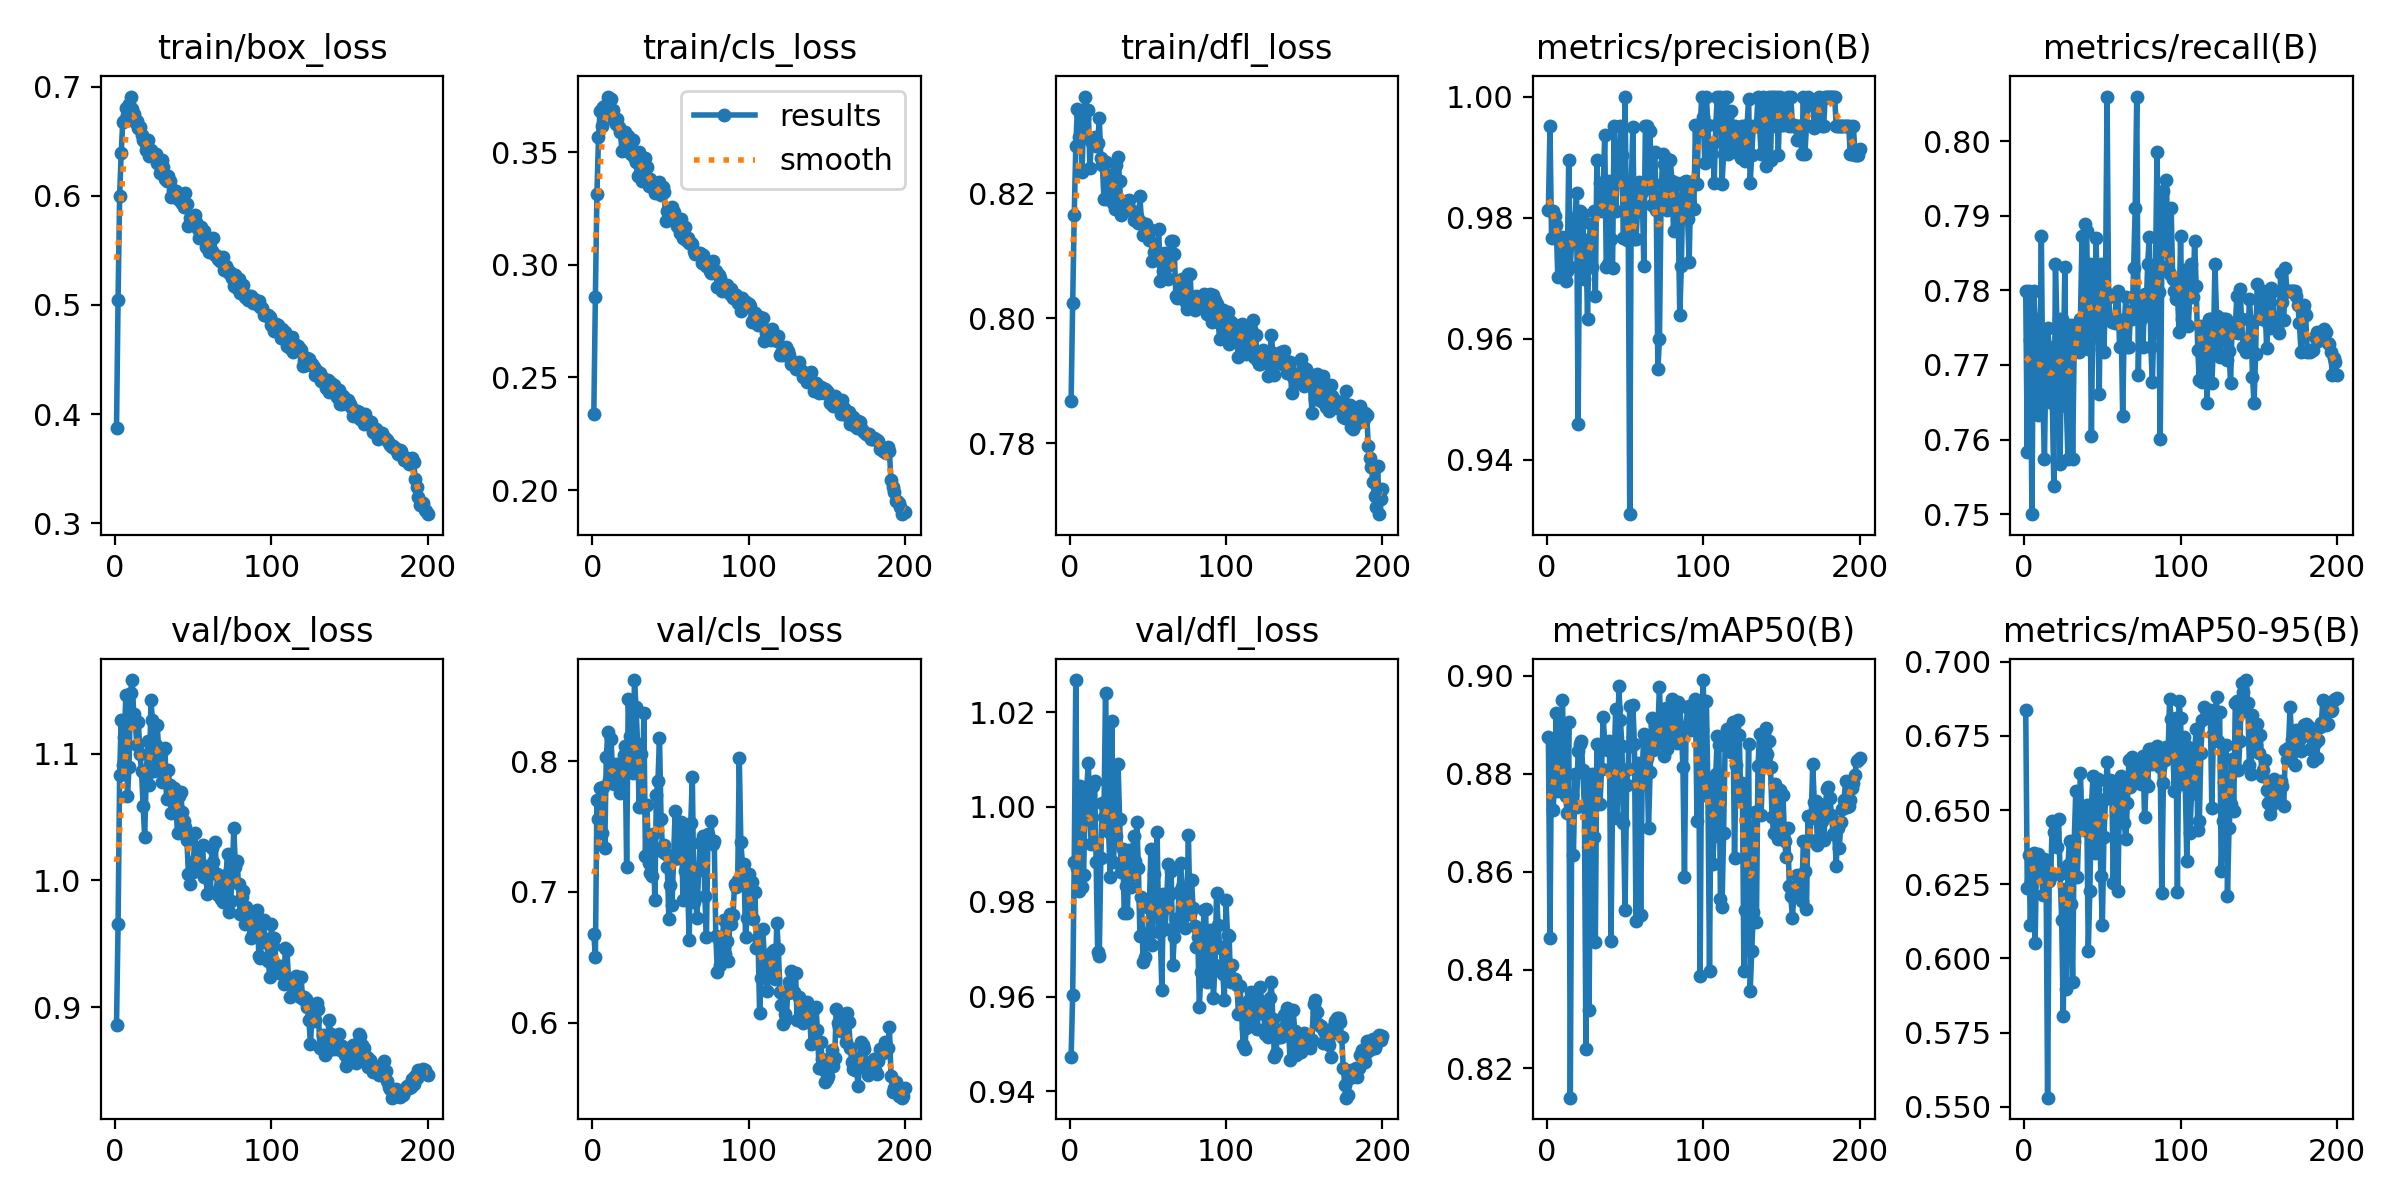 train/box_loss
0.7
0.6
0.5
0.4
0.3
0 100 200
train/cls_loss
results
smooth
0.35
0.30
0.25
0.20
0 100 200
train/dfl_loss
0.82
0.80
0.78
0 100 200
metrics/precision(B)
1.00
0.98
0.96
0.94
0 100 200
metrics/recall(B)
0.80
0.79
0.78
0.77
0.76
0.75
0 100 200
val/box_loss
1.1
1.0
0.9
0 100 200
val/cls_loss
0.8
0.7
0.6
0 100 200
val/dfl_loss
1.02
1.00
0.98
0.96
0.94
0 100 200
metrics/mAP50(B)
0.90
0.88
0.86
0.84
0.82
0 100 200
metrics/mAP50-95(B)
0.700
0.675
0.650
0.625
0.600
0.575
0.550
0 100 200